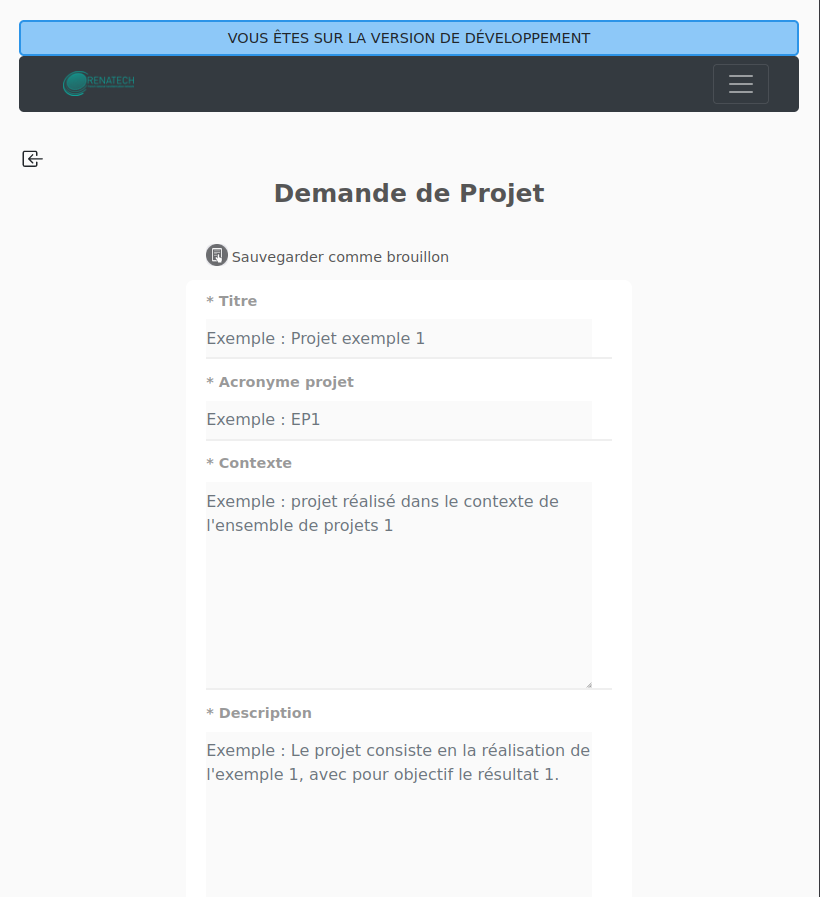 VOUS ÊTES SUR LA VERSION DE DÉVELOPPEMENT
RENATECH
Demande de Projet
Sauvegarder comme brouillon
* Titre
Exemple : Projet exemple 1
* Acronyme projet
Exemple : EP1
* Contexte
Exemple : projet réalisé dans le contexte de
l'ensemble de projets 1
* Description
Exemple : Le projet consiste en la réalisation de
l'exemple 1, avec pour objectif le résultat 1.